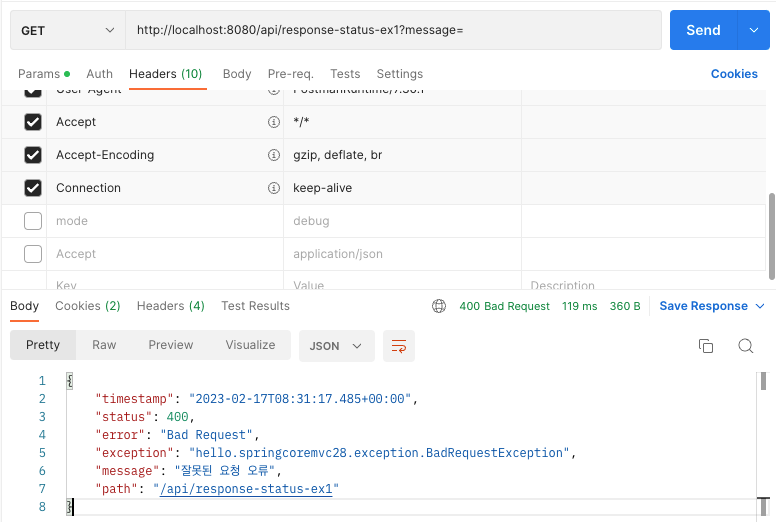 GET http://localhost:8080/api/response-status-ex1?message= Send
Params Auth Headers (10) Body Pre-req. Tests Settings Cookies
User-Agent PostmanRuntime/7.30.1
Accept */*
Accept-Encoding gzip, deflate, br
Connection keep-alive
mode debug
Accept application/json
Key Value Description
Body Cookies (2) Headers (4) Test Results 400 Bad Request 119 ms 360 B Save Response
Pretty Raw Preview Visualize JSON
1 {
2 "timestamp": "2023-02-17T08:31:17.485+00:00",
3 "status": 400,
4 "error": "Bad Request",
5 "exception": "hello.springcoremvc28.exception.BadRequestException",
6 "message": "잘못된 요청 오류",
7 "path": "/api/response-status-ex1"
8 }